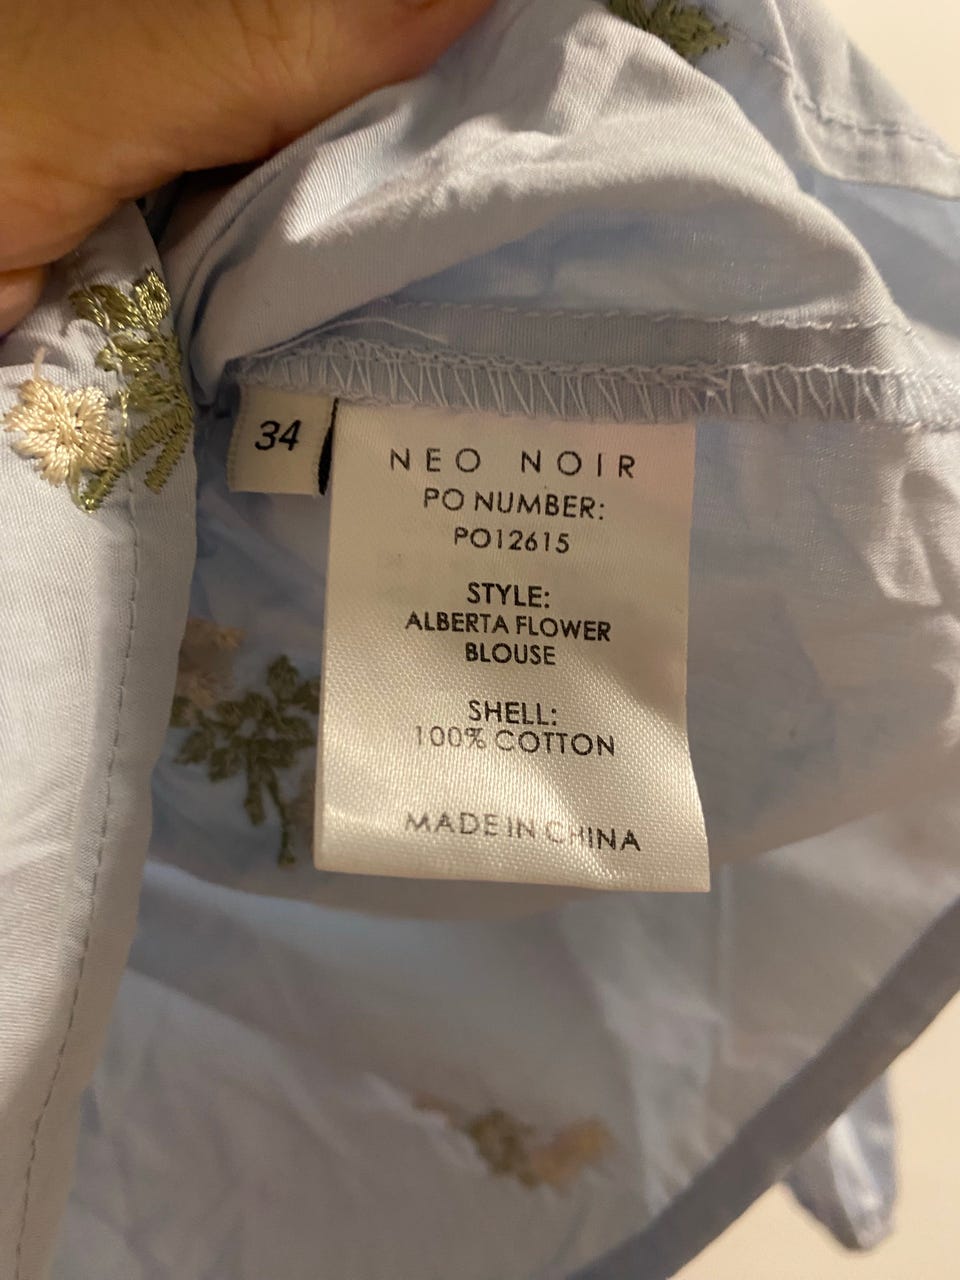 34
NEO NOIR
PO NUMBER:
PO12615
STYLE:
ALBERTA FLOWER
BLOUSE
SHELL:
100% COTTON
MADE IN CHINA